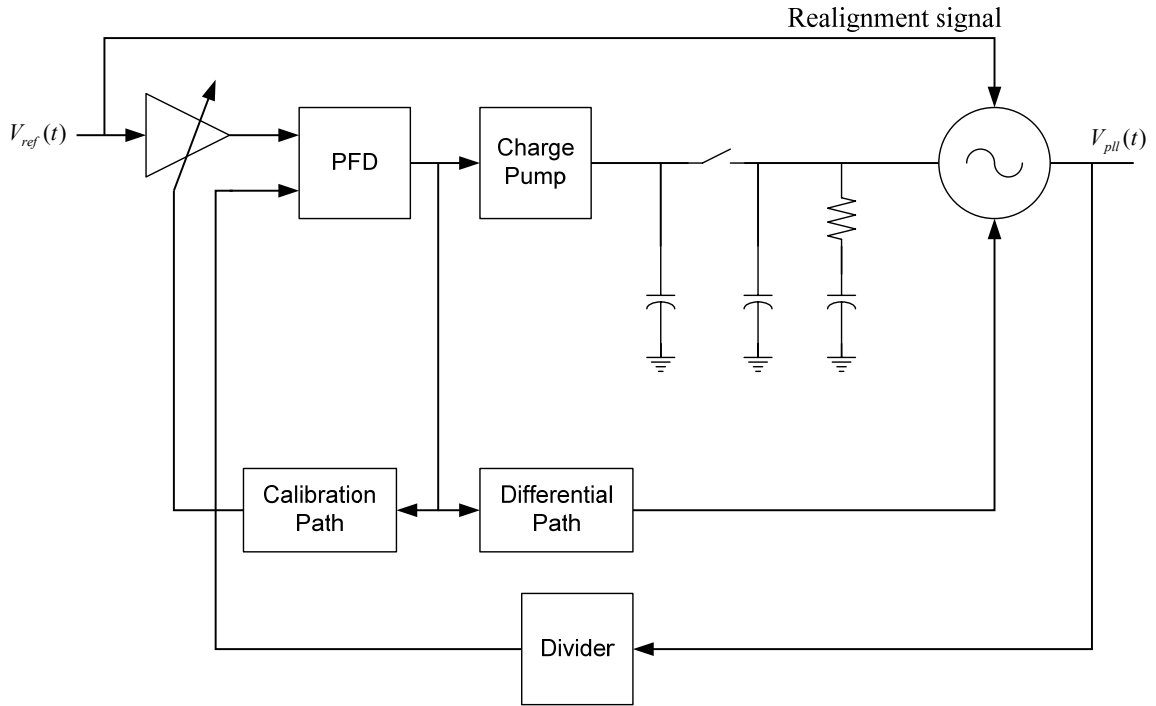 Realignment signal
V_ref(t)
PFD
Charge
Pump
V_pll(t)
Calibration
Path
Differential
Path
Divider